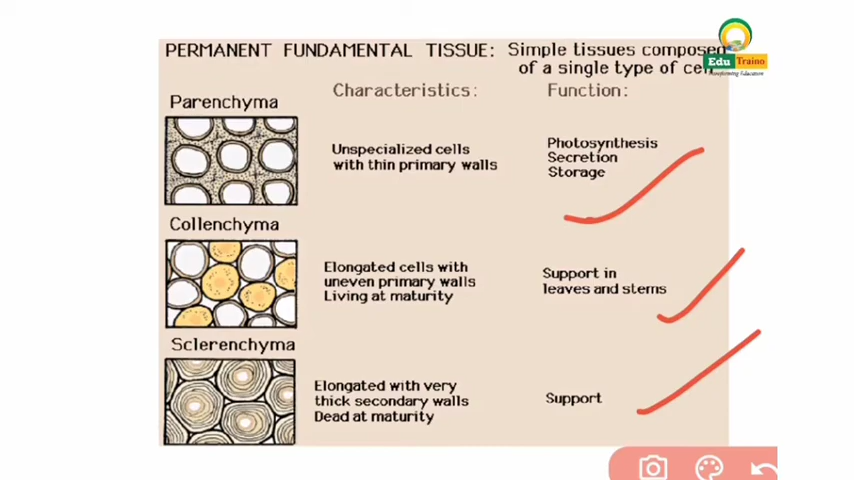 PERMANENT FUNDAMENTAL TISSUE: Simple tissues composed
of a single type of cell
Edu Traino
Transforming Education
Characteristics:
Function:
Parenchyma
Unspecialized cells
with thin primary walls
Photosynthesis
Secretion
Storage
Collenchyma
Elongated cells with
uneven primary walls
Living at maturity
Support in
leaves and stems
Sclerenchyma
Elongated with very
thick secondary walls
Dead at maturity
Support